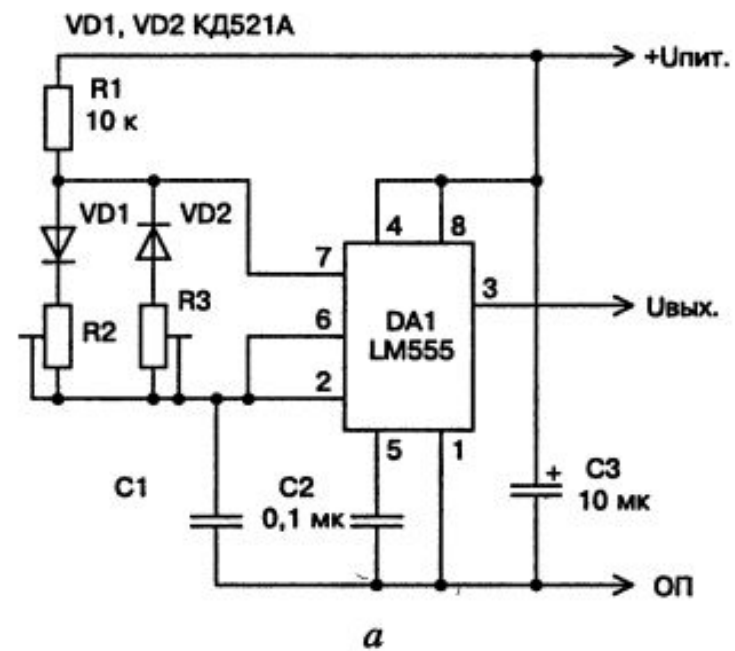 VD1, VD2 КД521А
+Uпит.
R1
10 к
VD1
VD2
4
8
7
3
R3
Uвых.
6
DA1
R2
LM555
2
5
1
C1
C2
0,1 мк
+
C3
10 мк
ОП
а